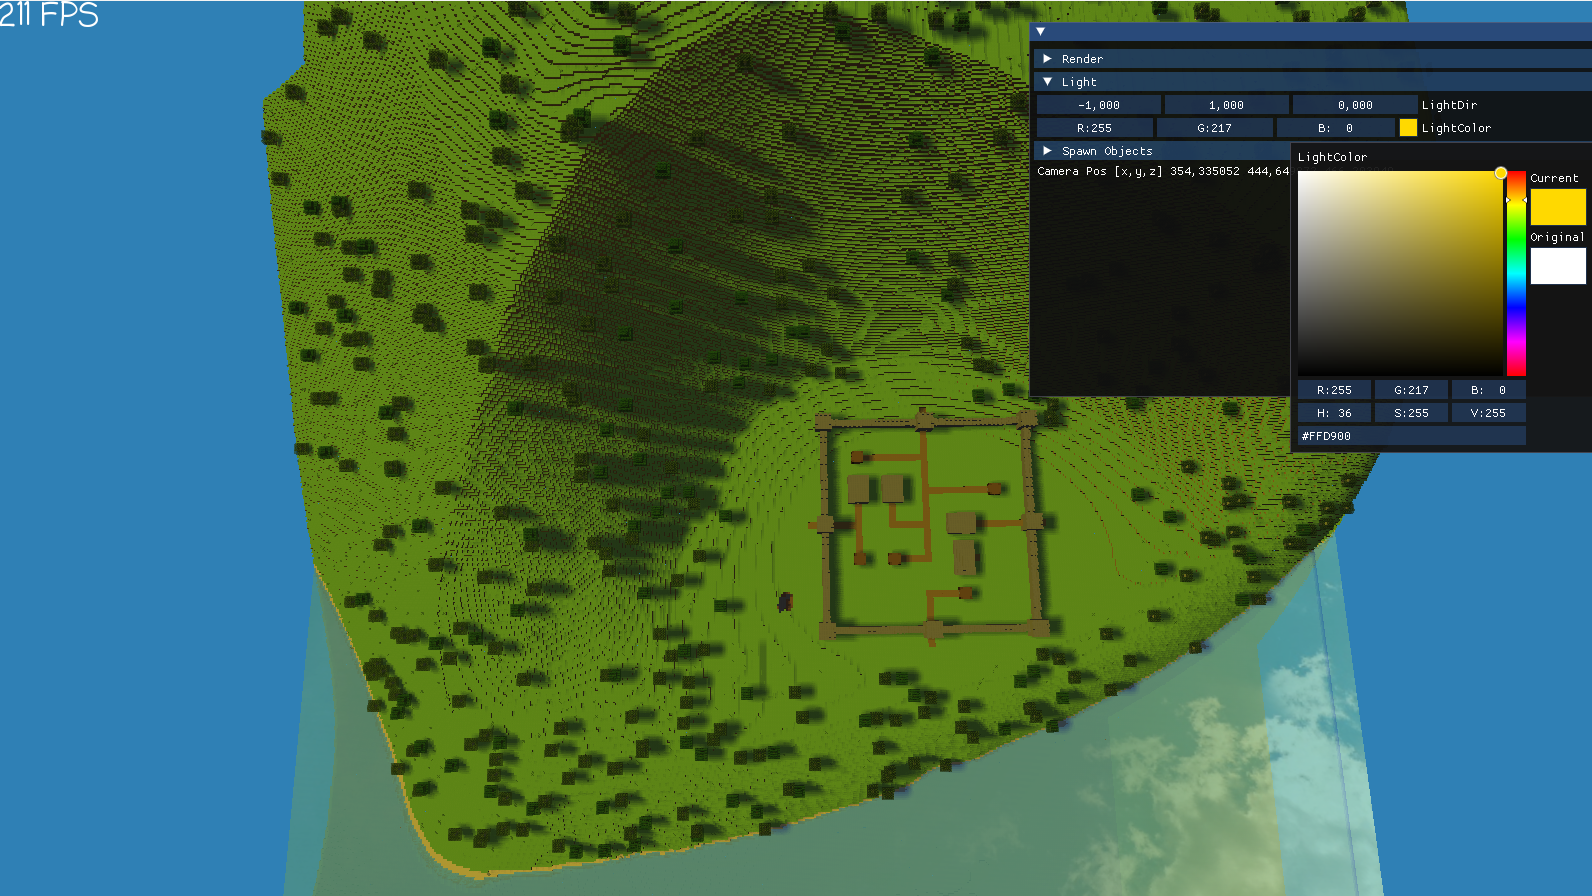 211 FPS
Render
Light
-1,000 1,000 0,000 LightDir
R:255 G:217 B: 0 LightColor
Spawn Objects
Camera Pos [x,y,z] 354,335052 444,64
LightColor
Current
Original
R:255 G:217 B: 0
H: 36 S:255 V:255
#FFD900